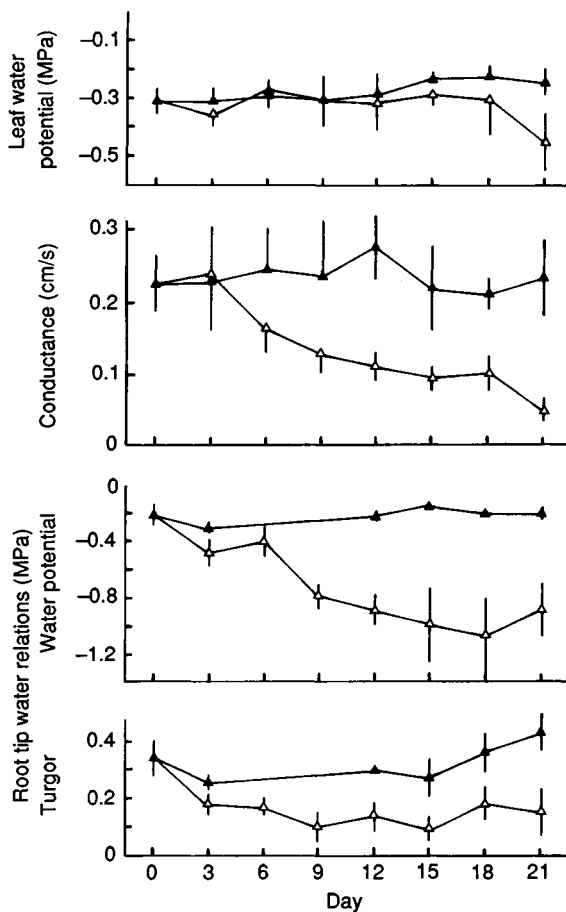 Leaf water
potential (MPa)
−0.1
−0.3
−0.5
Conductance (cm/s)
0.3
0.2
0.1
0
Root tip water relations (MPa)
Water potential
0
−0.4
−0.8
−1.2
Turgor
0.4
0.2
0
0 3 6 9 12 15 18 21
Day